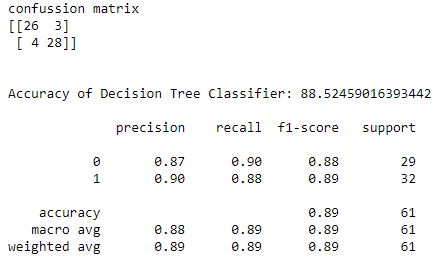 confussion matrix
[[26  3]
 [ 4 28]]
Accuracy of Decision Tree Classifier: 88.52459016393442
precision recall f1-score support
0 0.87 0.90 0.88 29
1 0.90 0.88 0.89 32
accuracy 0.89 61
macro avg 0.88 0.89 0.89 61
weighted avg 0.89 0.89 0.89 61